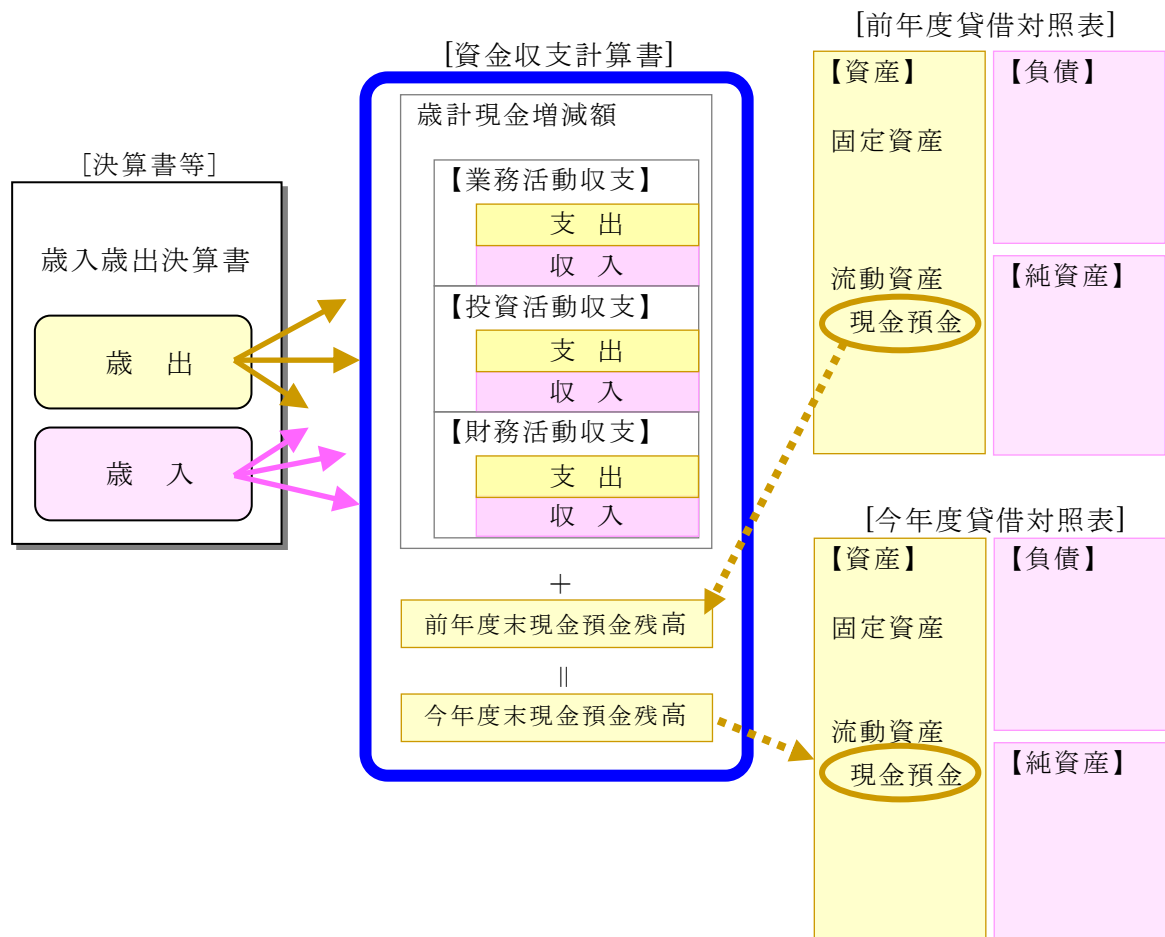 [決算書等]
歳入歳出決算書
歳　出
歳　入
[資金収支計算書]
歳計現金増減額
【業務活動収支】
支　出
収　入
【投資活動収支】
支　出
収　入
【財務活動収支】
支　出
収　入
＋
前年度末現金預金残高
＝
今年度末現金預金残高
[前年度貸借対照表]
【資産】
固定資産
流動資産
現金預金
【負債】
【純資産】
[今年度貸借対照表]
【資産】
固定資産
流動資産
現金預金
【負債】
【純資産】